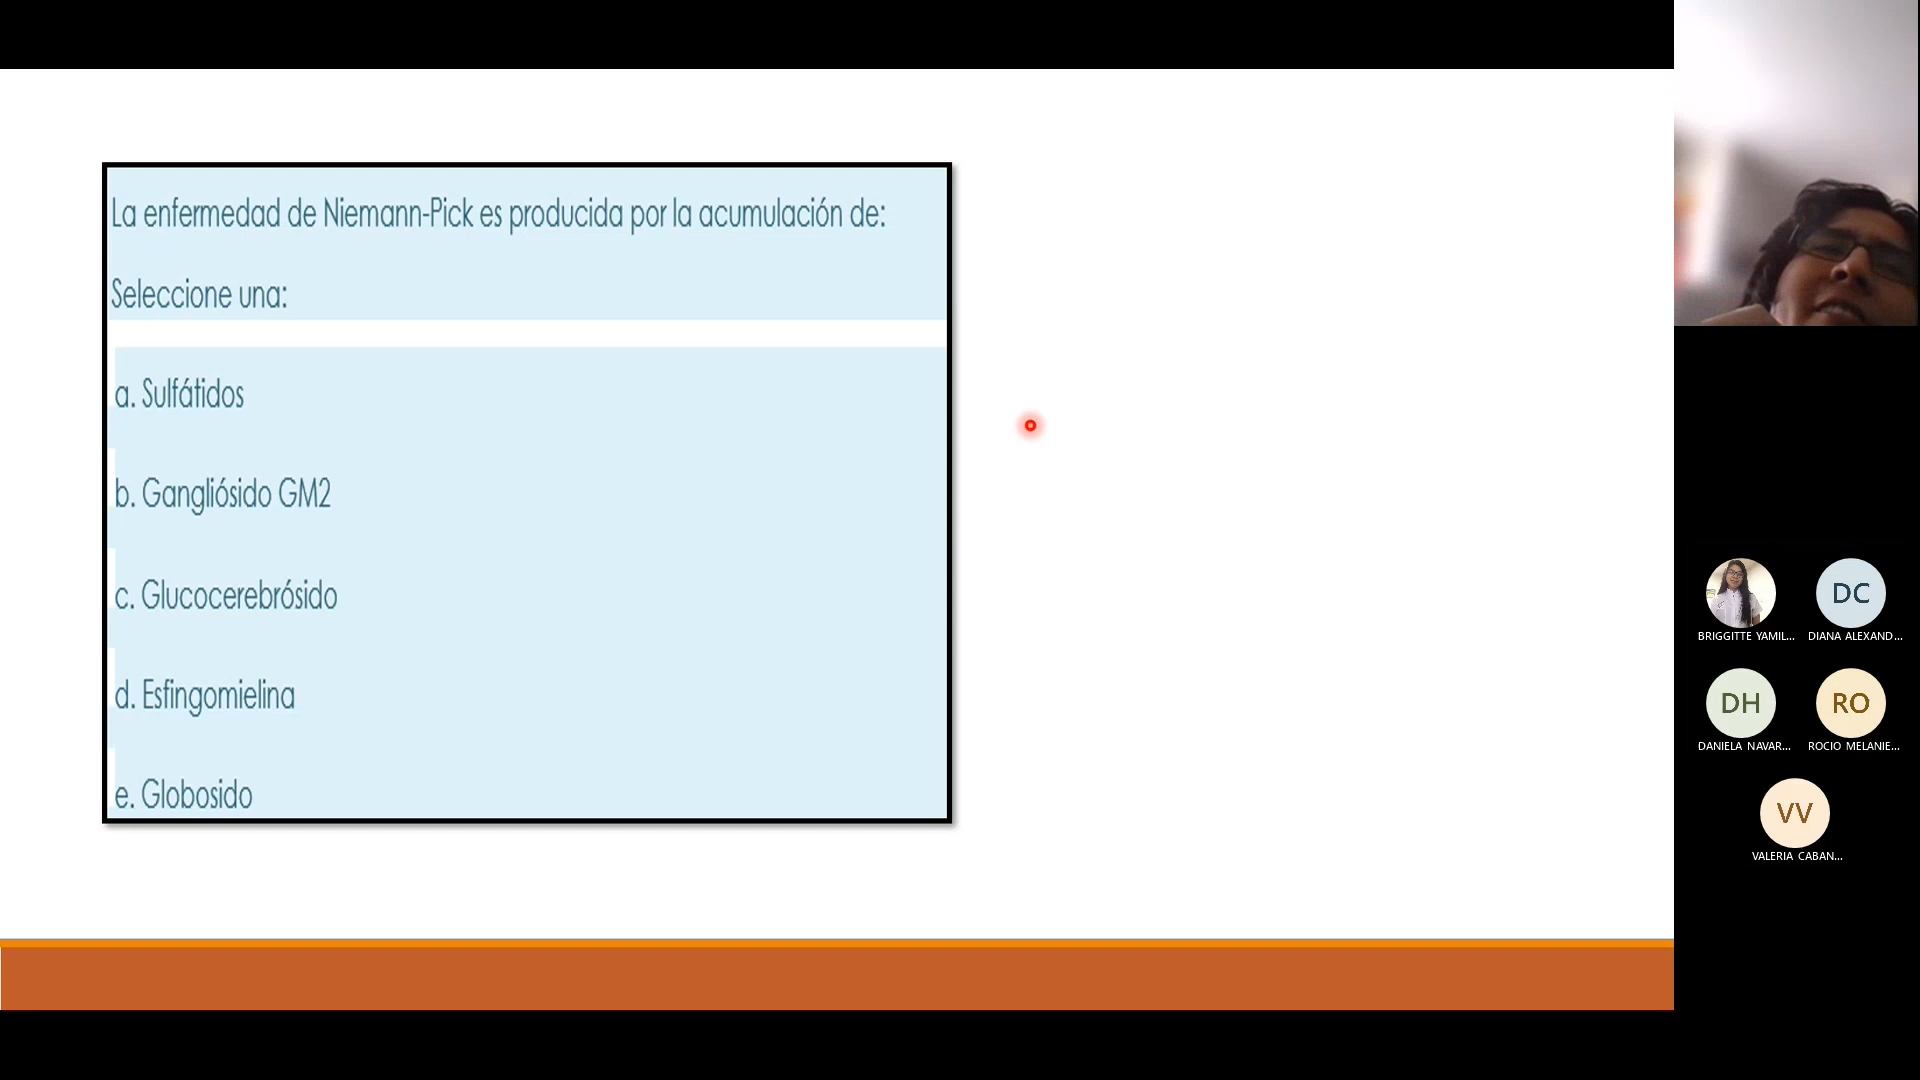 La enfermedad de Niemann-Pick es producida por la acumulación de:
Seleccione una:
a. Sulfátidos
b. Gangliósido GM2
c. Glucocerebrósido
d. Esfingomielina
e. Globosido
DC
BRIGGITTE YAMIL...
DIANA ALEXAND...
DH
RO
DANIELA NAVAR...
ROCIO MELANIE...
VV
VALERIA CABAN...